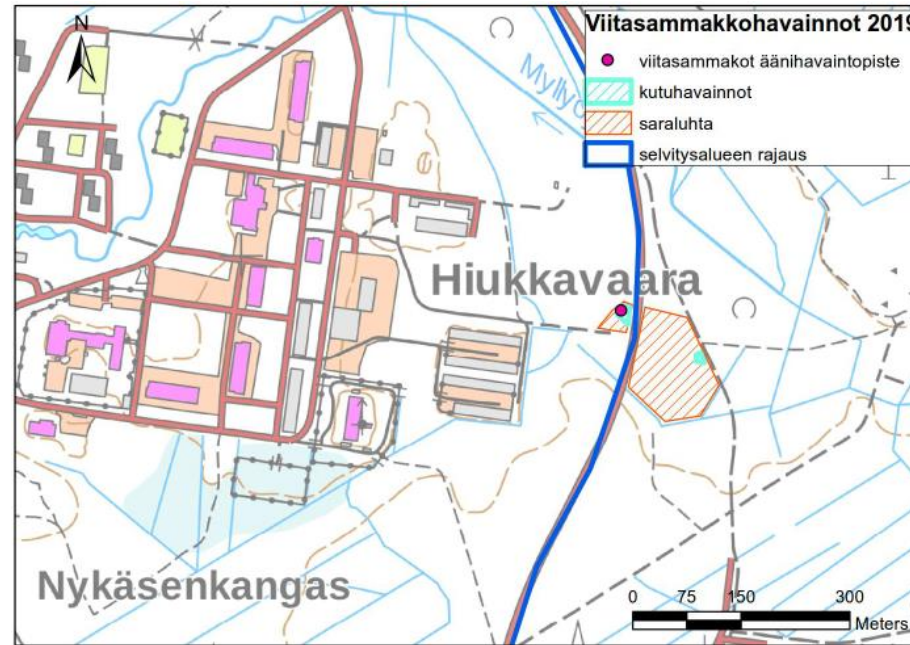 Viitasammakkohavainnot 2019
viitasammakot äänihavaintopiste
kutuhavainnot
saraluhta
selvitysalueen rajaus
N
Hiukkavaara
Nykäsenkangas
0 75 150 300
Meters